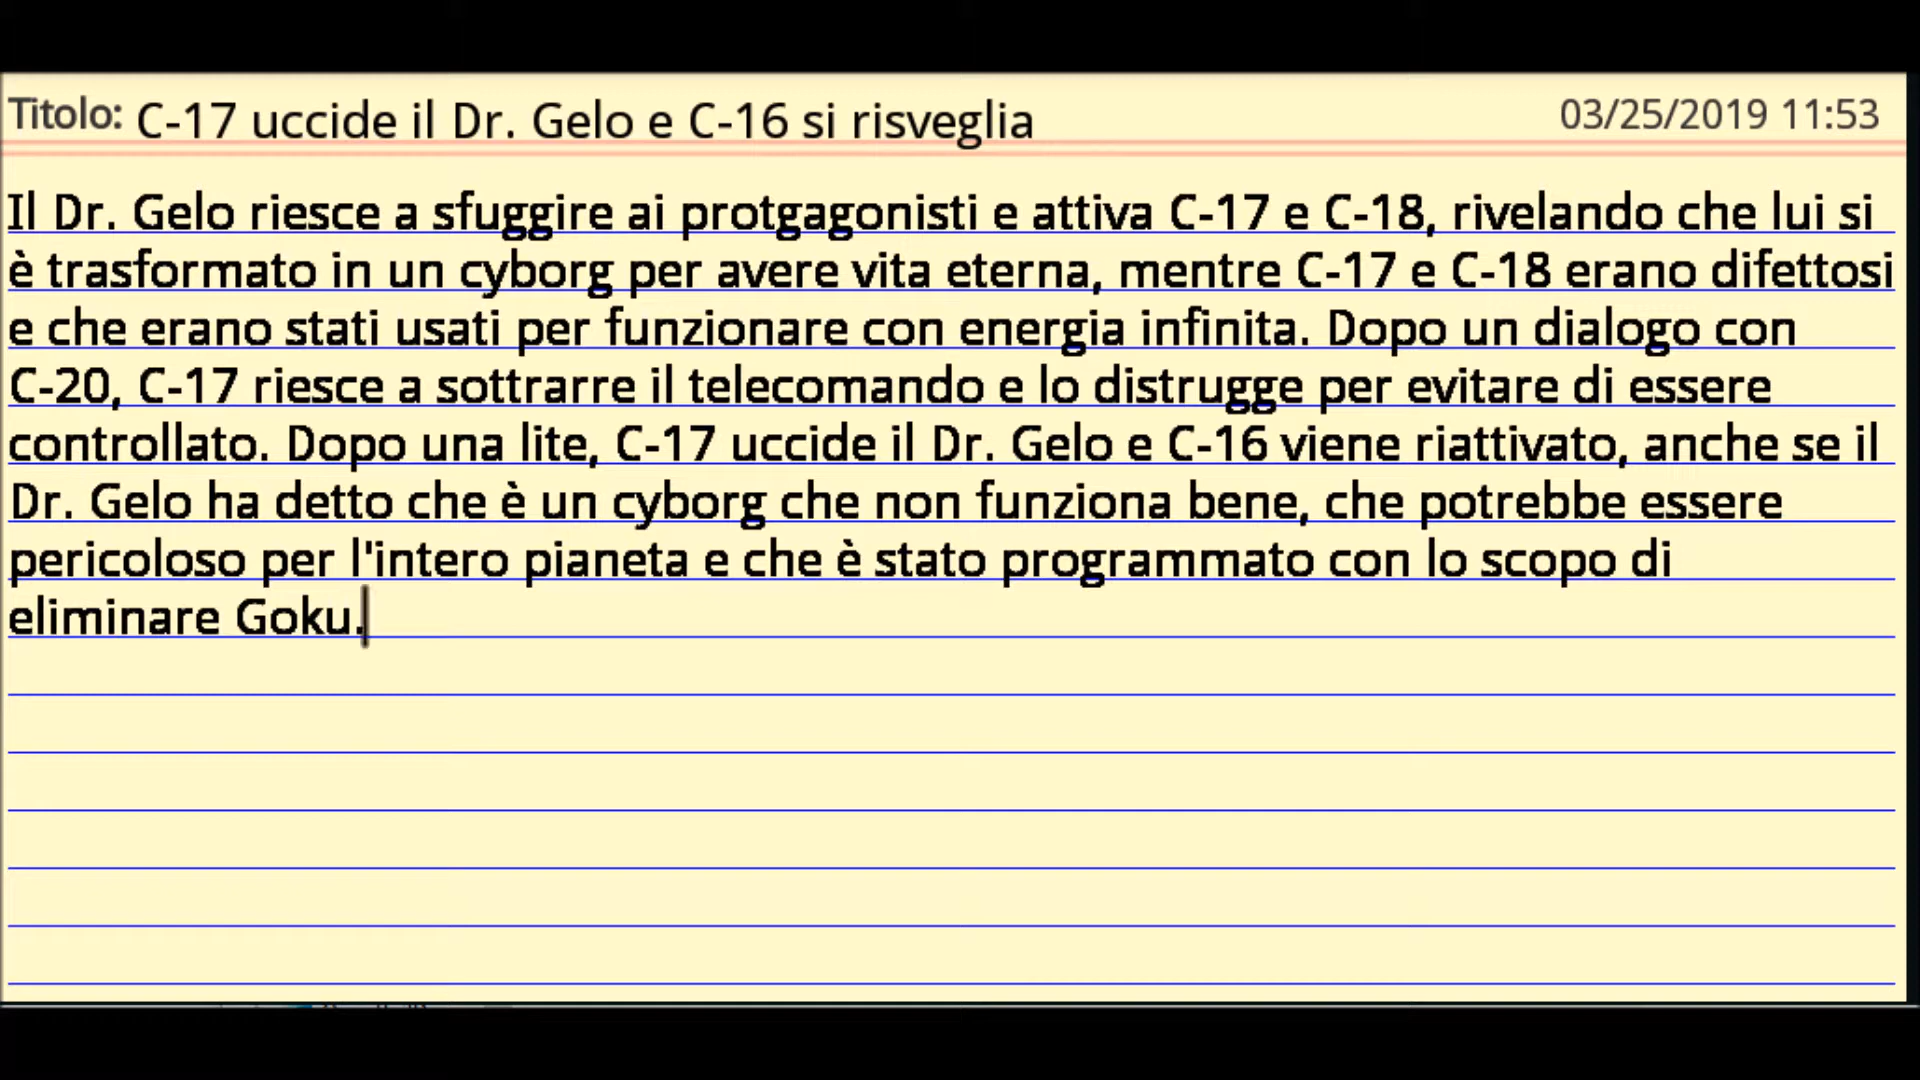 Titolo: C-17 uccide il Dr. Gelo e C-16 si risveglia 03/25/2019 11:53
Il Dr. Gelo riesce a sfuggire ai protgagonisti e attiva C-17 e C-18, rivelando che lui si
è trasformato in un cyborg per avere vita eterna, mentre C-17 e C-18 erano difettosi
e che erano stati usati per funzionare con energia infinita. Dopo un dialogo con
C-20, C-17 riesce a sottrarre il telecomando e lo distrugge per evitare di essere
controllato. Dopo una lite, C-17 uccide il Dr. Gelo e C-16 viene riattivato, anche se il
Dr. Gelo ha detto che è un cyborg che non funziona bene, che potrebbe essere
pericoloso per l'intero pianeta e che è stato programmato con lo scopo di
eliminare Goku.